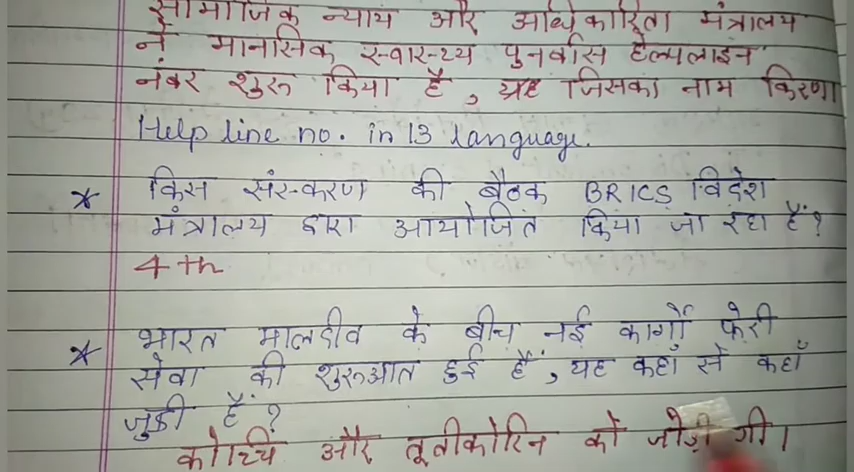 सामाजिक न्याय और अधिकारिता मंत्रालय
ने मानसिक स्वास्थ्य पुनर्वास हेल्पलाइन
नंबर शुरू किया है, यह जिसका नाम किरण
Help line no. in 13 language.
* किस संस्करण की बैठक BRICS विदेश
मंत्रालय द्वारा आयोजित किया जा रहा हैं?
4th
* भारत मालदीव के बीच नई कार्गो फ़ेरी
सेवा की शुरूआत हुई हैं, यह कहाँ से कहाँ
जुड़ी हैं?
कोच्चि और तूतीकोरिन को जोड़े गी।